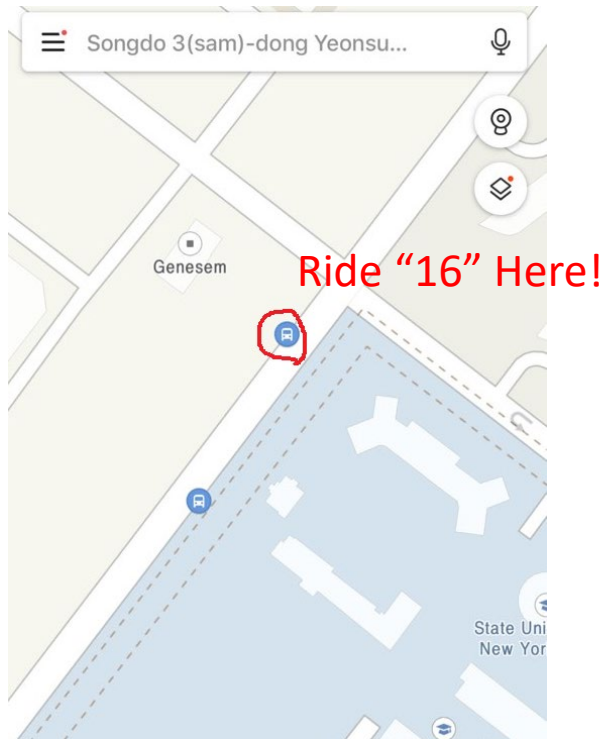 Songdo 3(sam)-dong Yeonsu...
Genesem
Ride “16” Here!
State Uni
New Yor